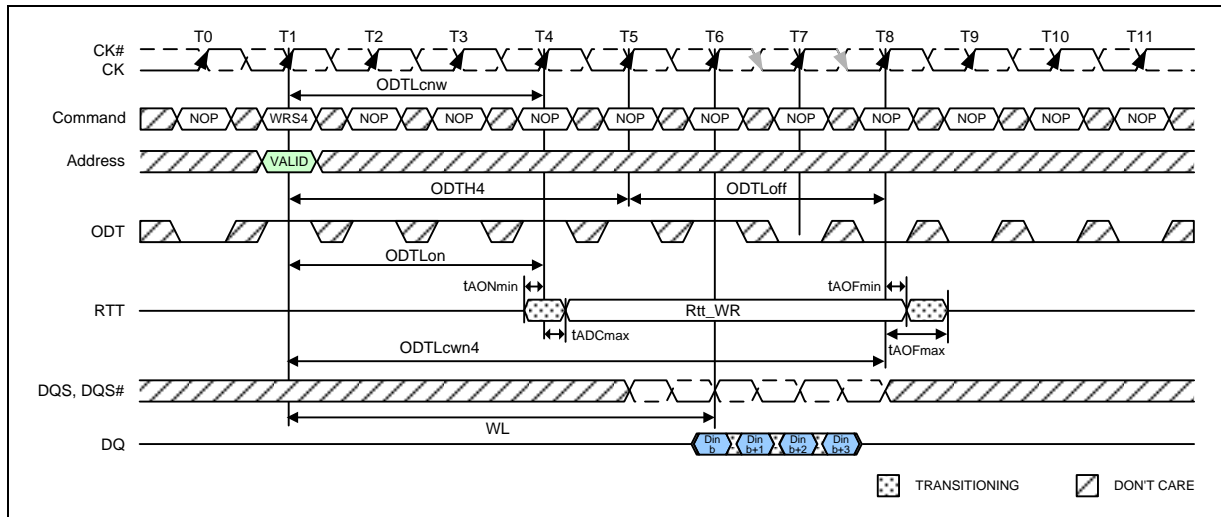 T0 T1 T2 T3 T4 T5 T6 T7 T8 T9 T10 T11
CK#
CK
ODTLcnw
Command NOP WRS4 NOP NOP NOP NOP NOP NOP NOP NOP NOP NOP
Address VALID
ODTH4 ODTLoff
ODT
ODTLon
tAONmin tAOFmin
RTT Rtt_WR
tADCmax tAOFmax
ODTLcwn4
DQS, DQS#
WL
DQ Din b Din b+1 Din b+2 Din b+3
TRANSITIONING DON'T CARE